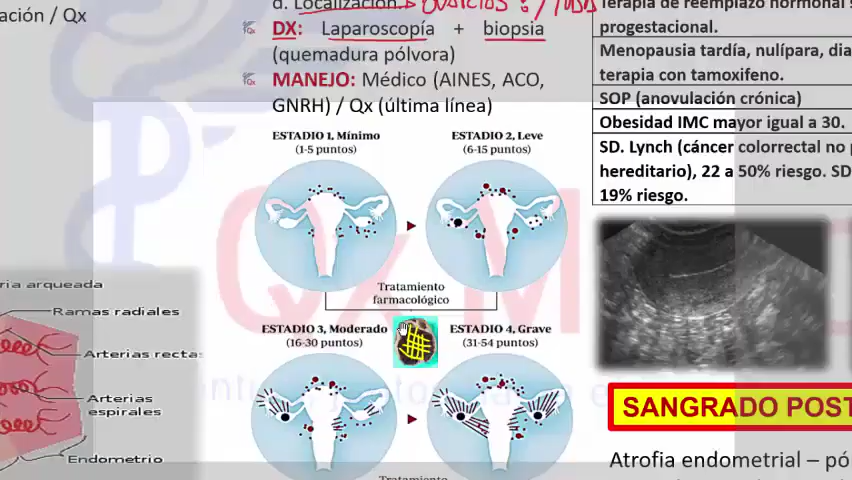 ación / Qx
d. Localización:
OVARIOS
DX: Laparoscopía + biopsia
(quemadura pólvora)
MANEJO: Médico (AINES, ACO,
GNRH) / Qx (última línea)
ESTADIO 1, Mínimo
(1-5 puntos)
ESTADIO 2, Leve
(6-15 puntos)
Tratamiento
farmacológico
ESTADIO 3, Moderado
(16-30 puntos)
ESTADIO 4, Grave
(31-54 puntos)
Tratamiento
ria arqueada
Ramas radiales
Arterias rectas
Arterias
espirales
Endometrio
Terapia de reemplazo hormonal
progestacional.
Menopausia tardía, nulípara, dia
terapia con tamoxifeno.
SOP (anovulación crónica)
Obesidad IMC mayor igual a 30.
SD. Lynch (cáncer colorrectal no
hereditario), 22 a 50% riesgo. SD
19% riesgo.
SANGRADO POST
Atrofia endometrial – pó
Qx M